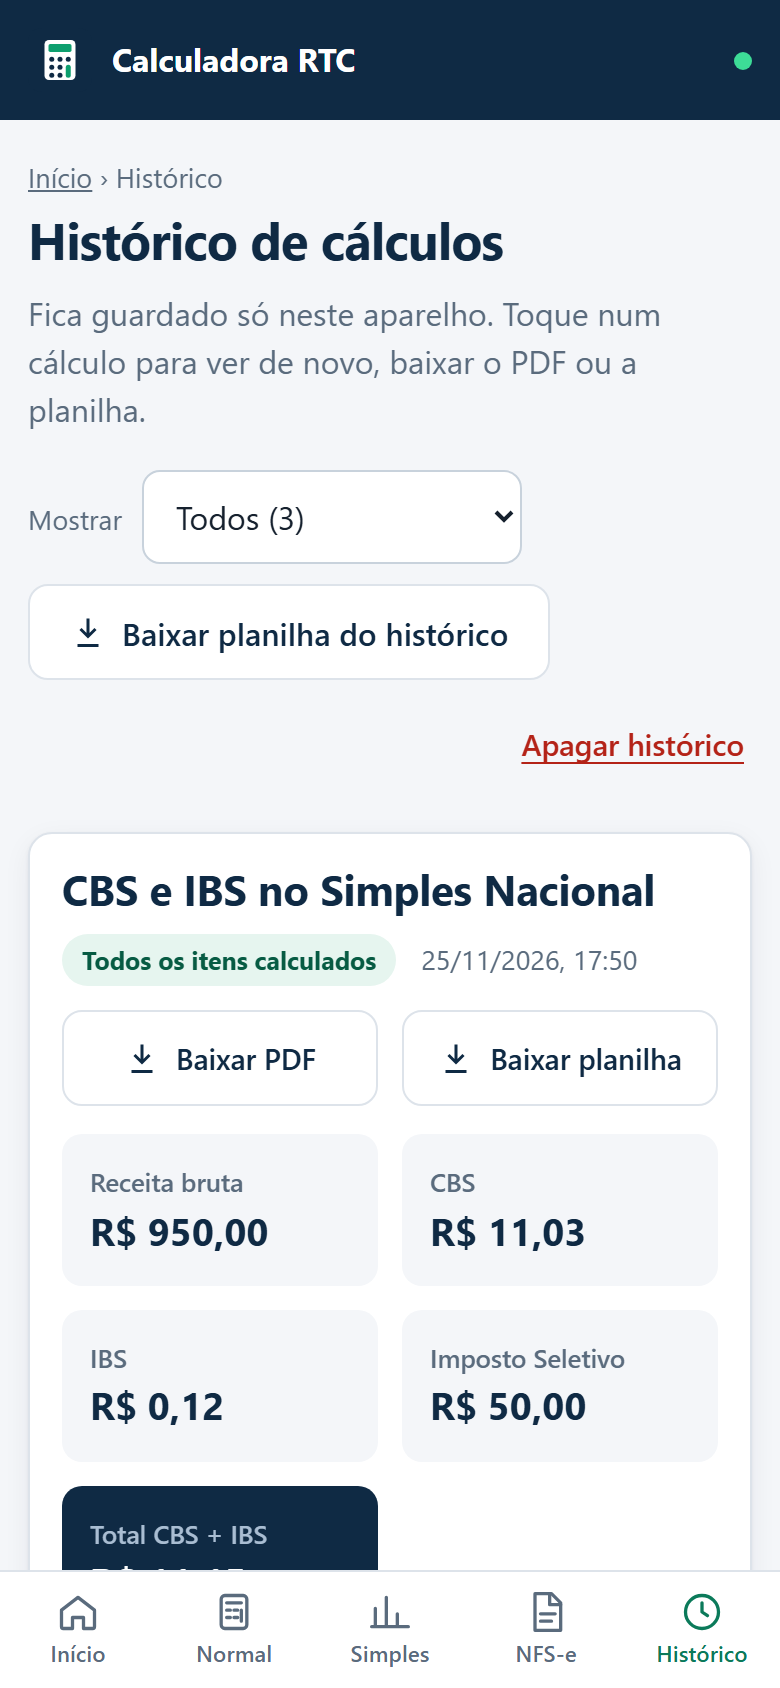 Calculadora RTC
Início › Histórico
Histórico de cálculos
Fica guardado só neste aparelho. Toque num
cálculo para ver de novo, baixar o PDF ou a
planilha.
Mostrar Todos (3)
Baixar planilha do histórico
Apagar histórico
CBS e IBS no Simples Nacional
Todos os itens calculados 25/11/2026, 17:50
Baixar PDF Baixar planilha
Receita bruta CBS
R$ 950,00 R$ 11,03
IBS Imposto Seletivo
R$ 0,12 R$ 50,00
Total CBS + IBS
Início Normal Simples NFS-e Histórico